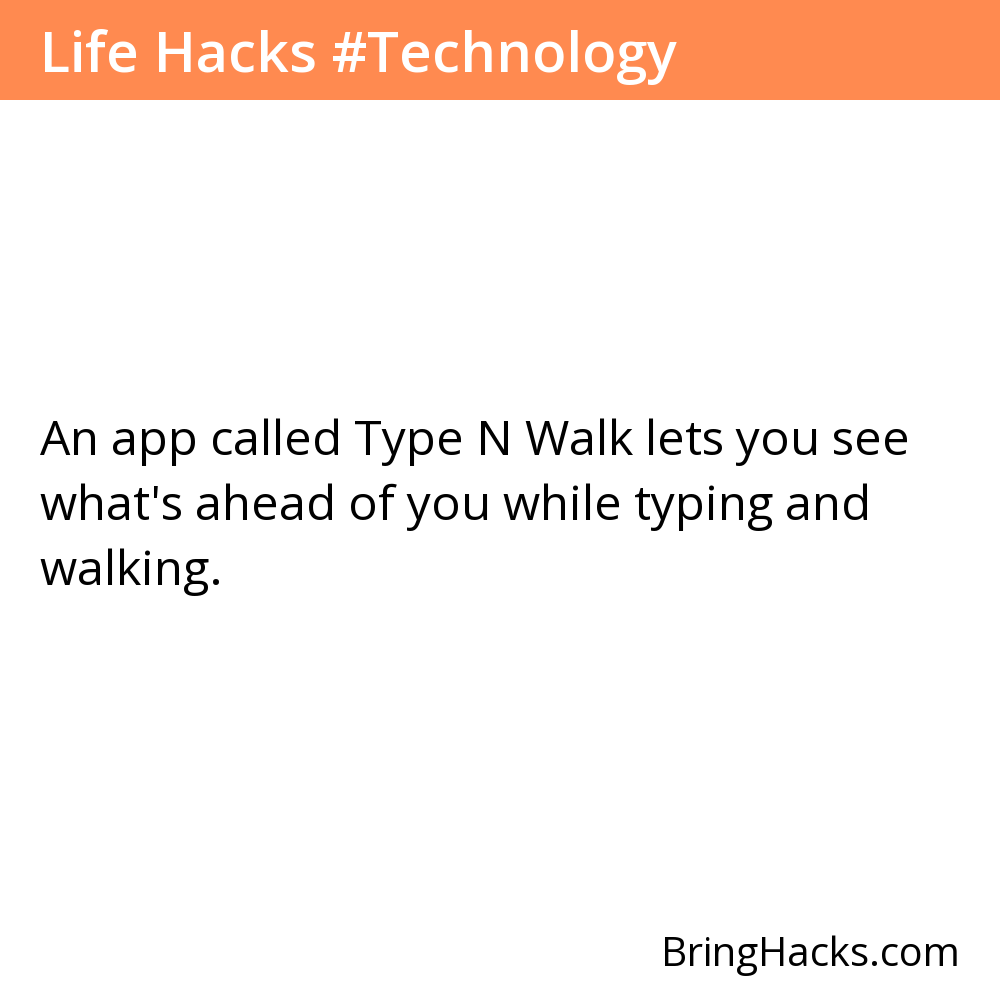 Life Hacks #Technology
An app called Type N Walk lets you see
what's ahead of you while typing and
walking.
BringHacks.com